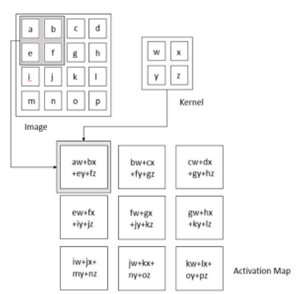 a b c d
e f g h
i j k l
m n o p
Image
w x
y z
Kernel
aw+bx
+ey+fz
bw+cx
+fy+gz
cw+dx
+gy+hz
ew+fx
+iy+jz
fw+gx
+jy+kz
gw+hx
+ky+lz
iw+jx+
my+nz
jw+kx+
ny+oz
kw+lx+
oy+pz
Activation Map